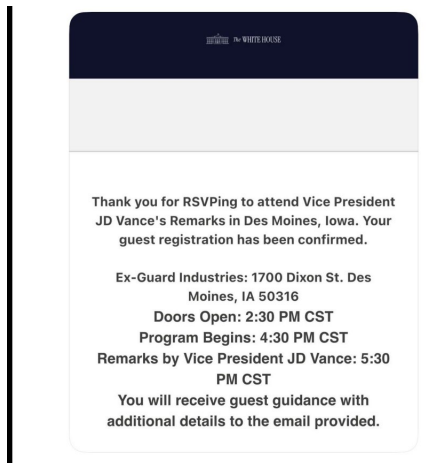 The WHITE HOUSE
Thank you for RSVPing to attend Vice President
JD Vance's Remarks in Des Moines, Iowa. Your
guest registration has been confirmed.
Ex-Guard Industries: 1700 Dixon St. Des
Moines, IA 50316
Doors Open: 2:30 PM CST
Program Begins: 4:30 PM CST
Remarks by Vice President JD Vance: 5:30
PM CST
You will receive guest guidance with
additional details to the email provided.